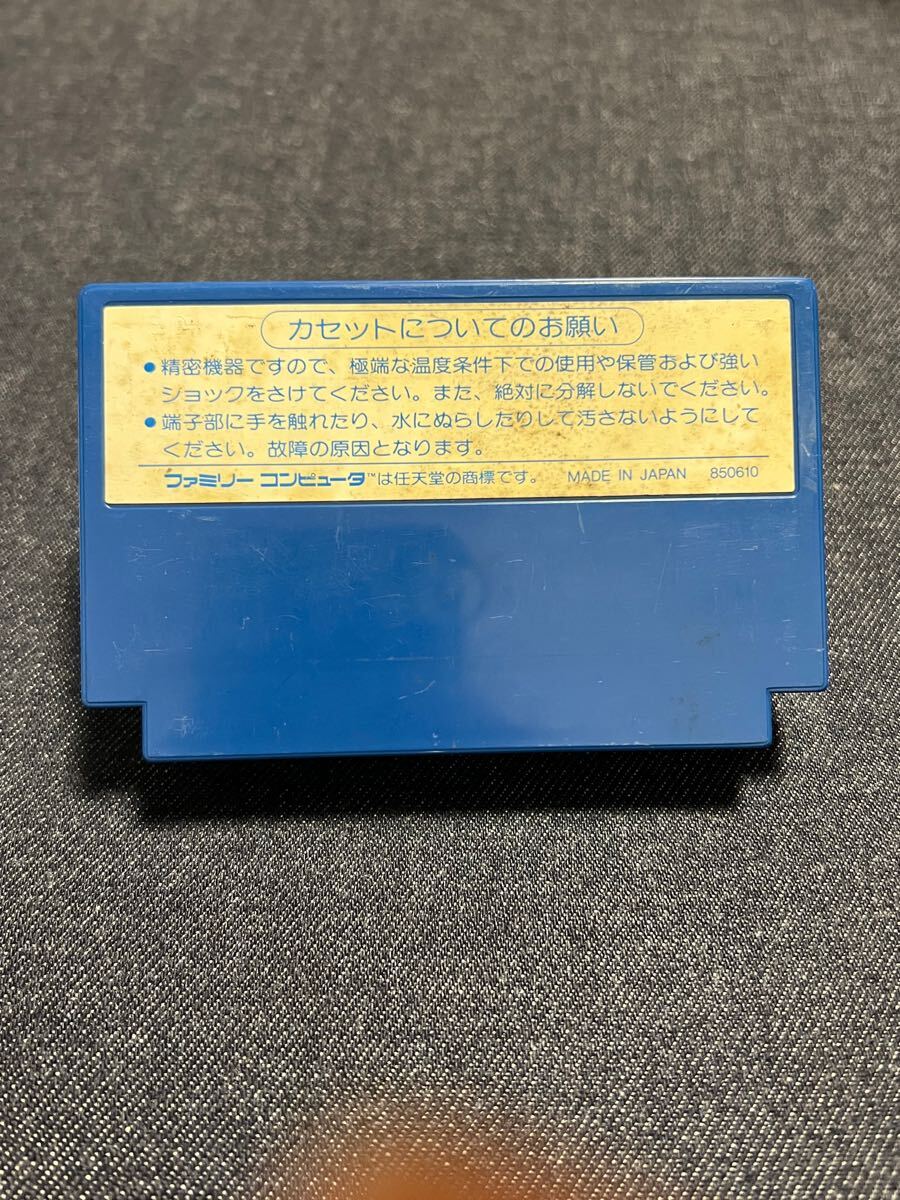 カセットについてのお願い
●精密機器ですので、極端な温度条件下での使用や保管および強い
ショックをさけてください。また、絶対に分解しないでください。
●端子部に手を触れたり、水にぬらしたりして汚さないようにして
ください。故障の原因となります。
ファミリー コンピュータ™は任天堂の商標です。 MADE IN JAPAN 850610